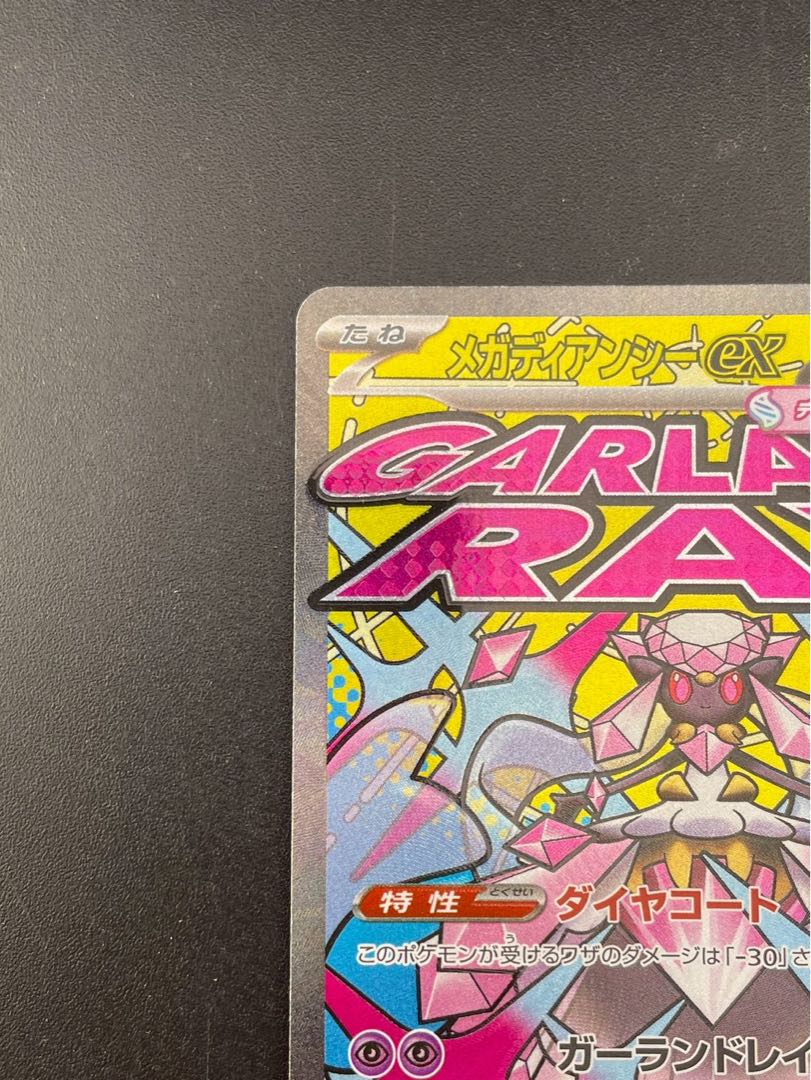 たね
メガディアンシーex
GARLA
RAY
特性 とくせい ダイヤコート
このポケモンが受うけるワザのダメージは「-30」さ
ガーランドレイ